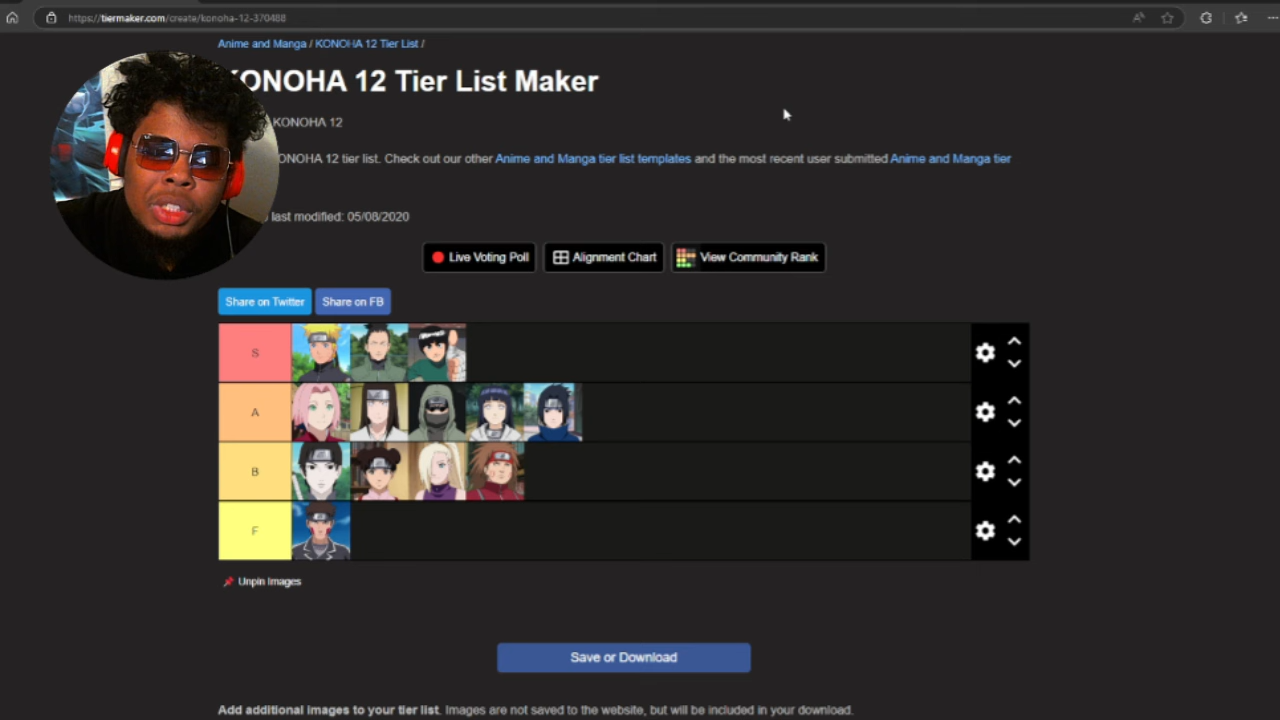 https://tiermaker.com/create/konoha-12-370488
Anime and Manga / KONOHA 12 Tier List /
KONOHA 12 Tier List Maker
KONOHA 12
KONOHA 12 tier list. Check out our other Anime and Manga tier list templates and the most recent user submitted Anime and Manga tier
last modified: 05/08/2020
Live Voting Poll
Alignment Chart
View Community Rank
Share on Twitter
Share on FB
S
A
B
F
Unpin Images
Save or Download
Add additional images to your tier list. Images are not saved to the website, but will be included in your download.